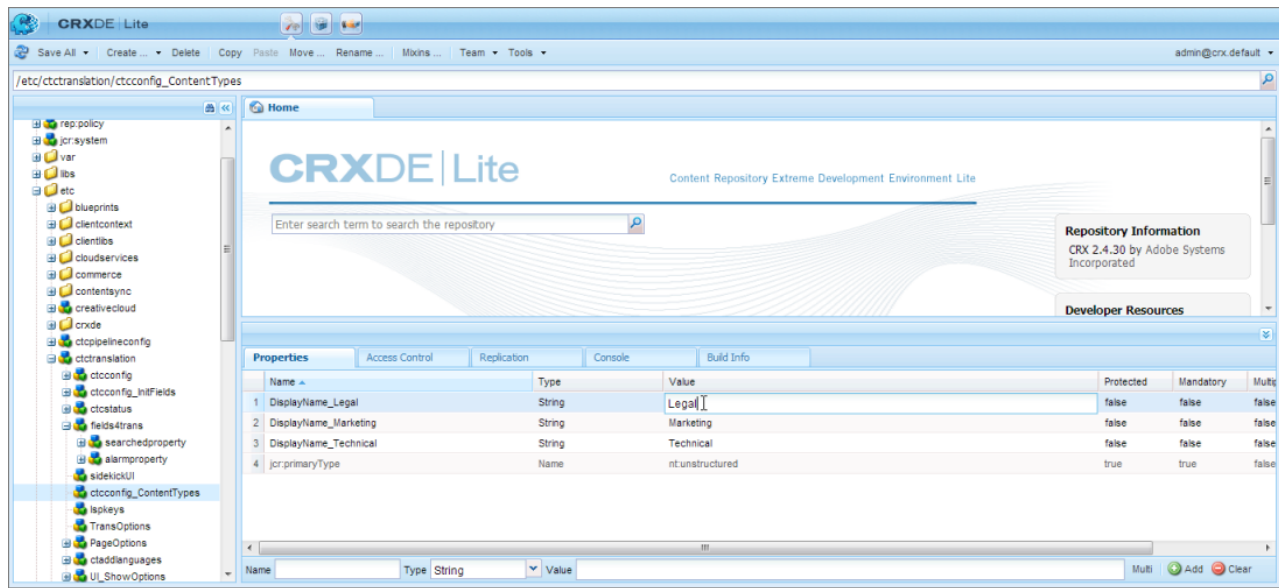 CRXDE Lite
Save All Create ... Delete Copy Paste Move ... Rename ... Mixins ... Team Tools admin@crx.default
/etc/ctctranslation/ctcconfig_ContentTypes
Home
rep:policy
jcr:system
var
libs
etc
blueprints
clientcontext
clientlibs
cloudservices
commerce
contentsync
creativecloud
crxde
ctcpipelineconfig
ctctranslation
ctcconfig
ctcconfig_InitFields
ctcstatus
fields4trans
searchedproperty
alarmproperty
sidekickUI
ctcconfig_ContentTypes
lspkeys
TransOptions
PageOptions
ctaddlanguages
UI_ShowOptions
CRXDE Lite
Content Repository Extreme Development Environment Lite
Enter search term to search the repository
Repository Information
CRX 2.4.30 by Adobe Systems
Incorporated
Developer Resources
Properties Access Control Replication Console Build Info
Name Type Value Protected Mandatory Multip
1 DisplayName_Legal String Legal false false false
2 DisplayName_Marketing String Marketing false false false
3 DisplayName_Technical String Technical false false false
4 jcr:primaryType Name nt:unstructured true true false
Name Type String Value Multi Add Clear